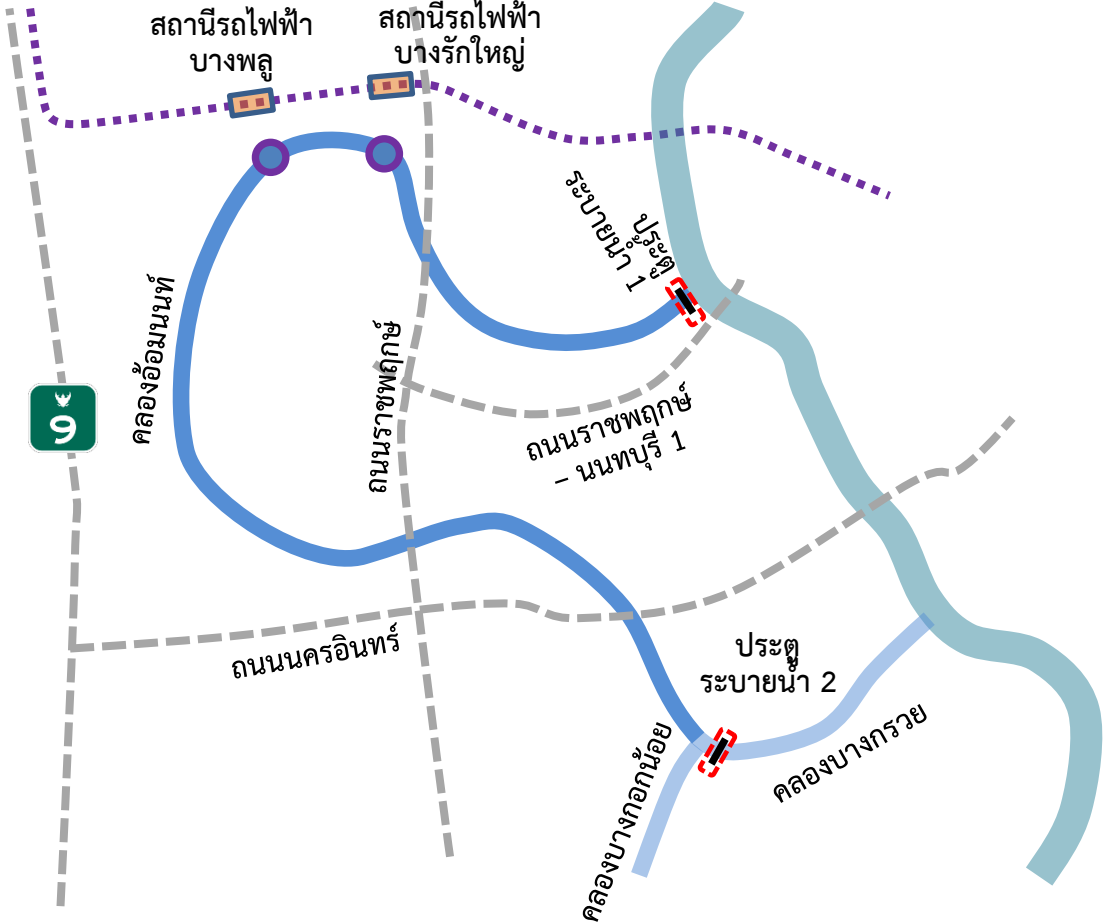 สถานีรถไฟฟ้า
บางพลู
สถานีรถไฟฟ้า
บางรักใหญ่
ประตู
ระบายน้ำ 1
คลองอ้อมนนท์
ถนนราชพฤกษ์
9
ถนนราชพฤกษ์
– นนทบุรี 1
ถนนนครอินทร์
ประตู
ระบายน้ำ 2
คลองบางกรวย
คลองบางกอกน้อย